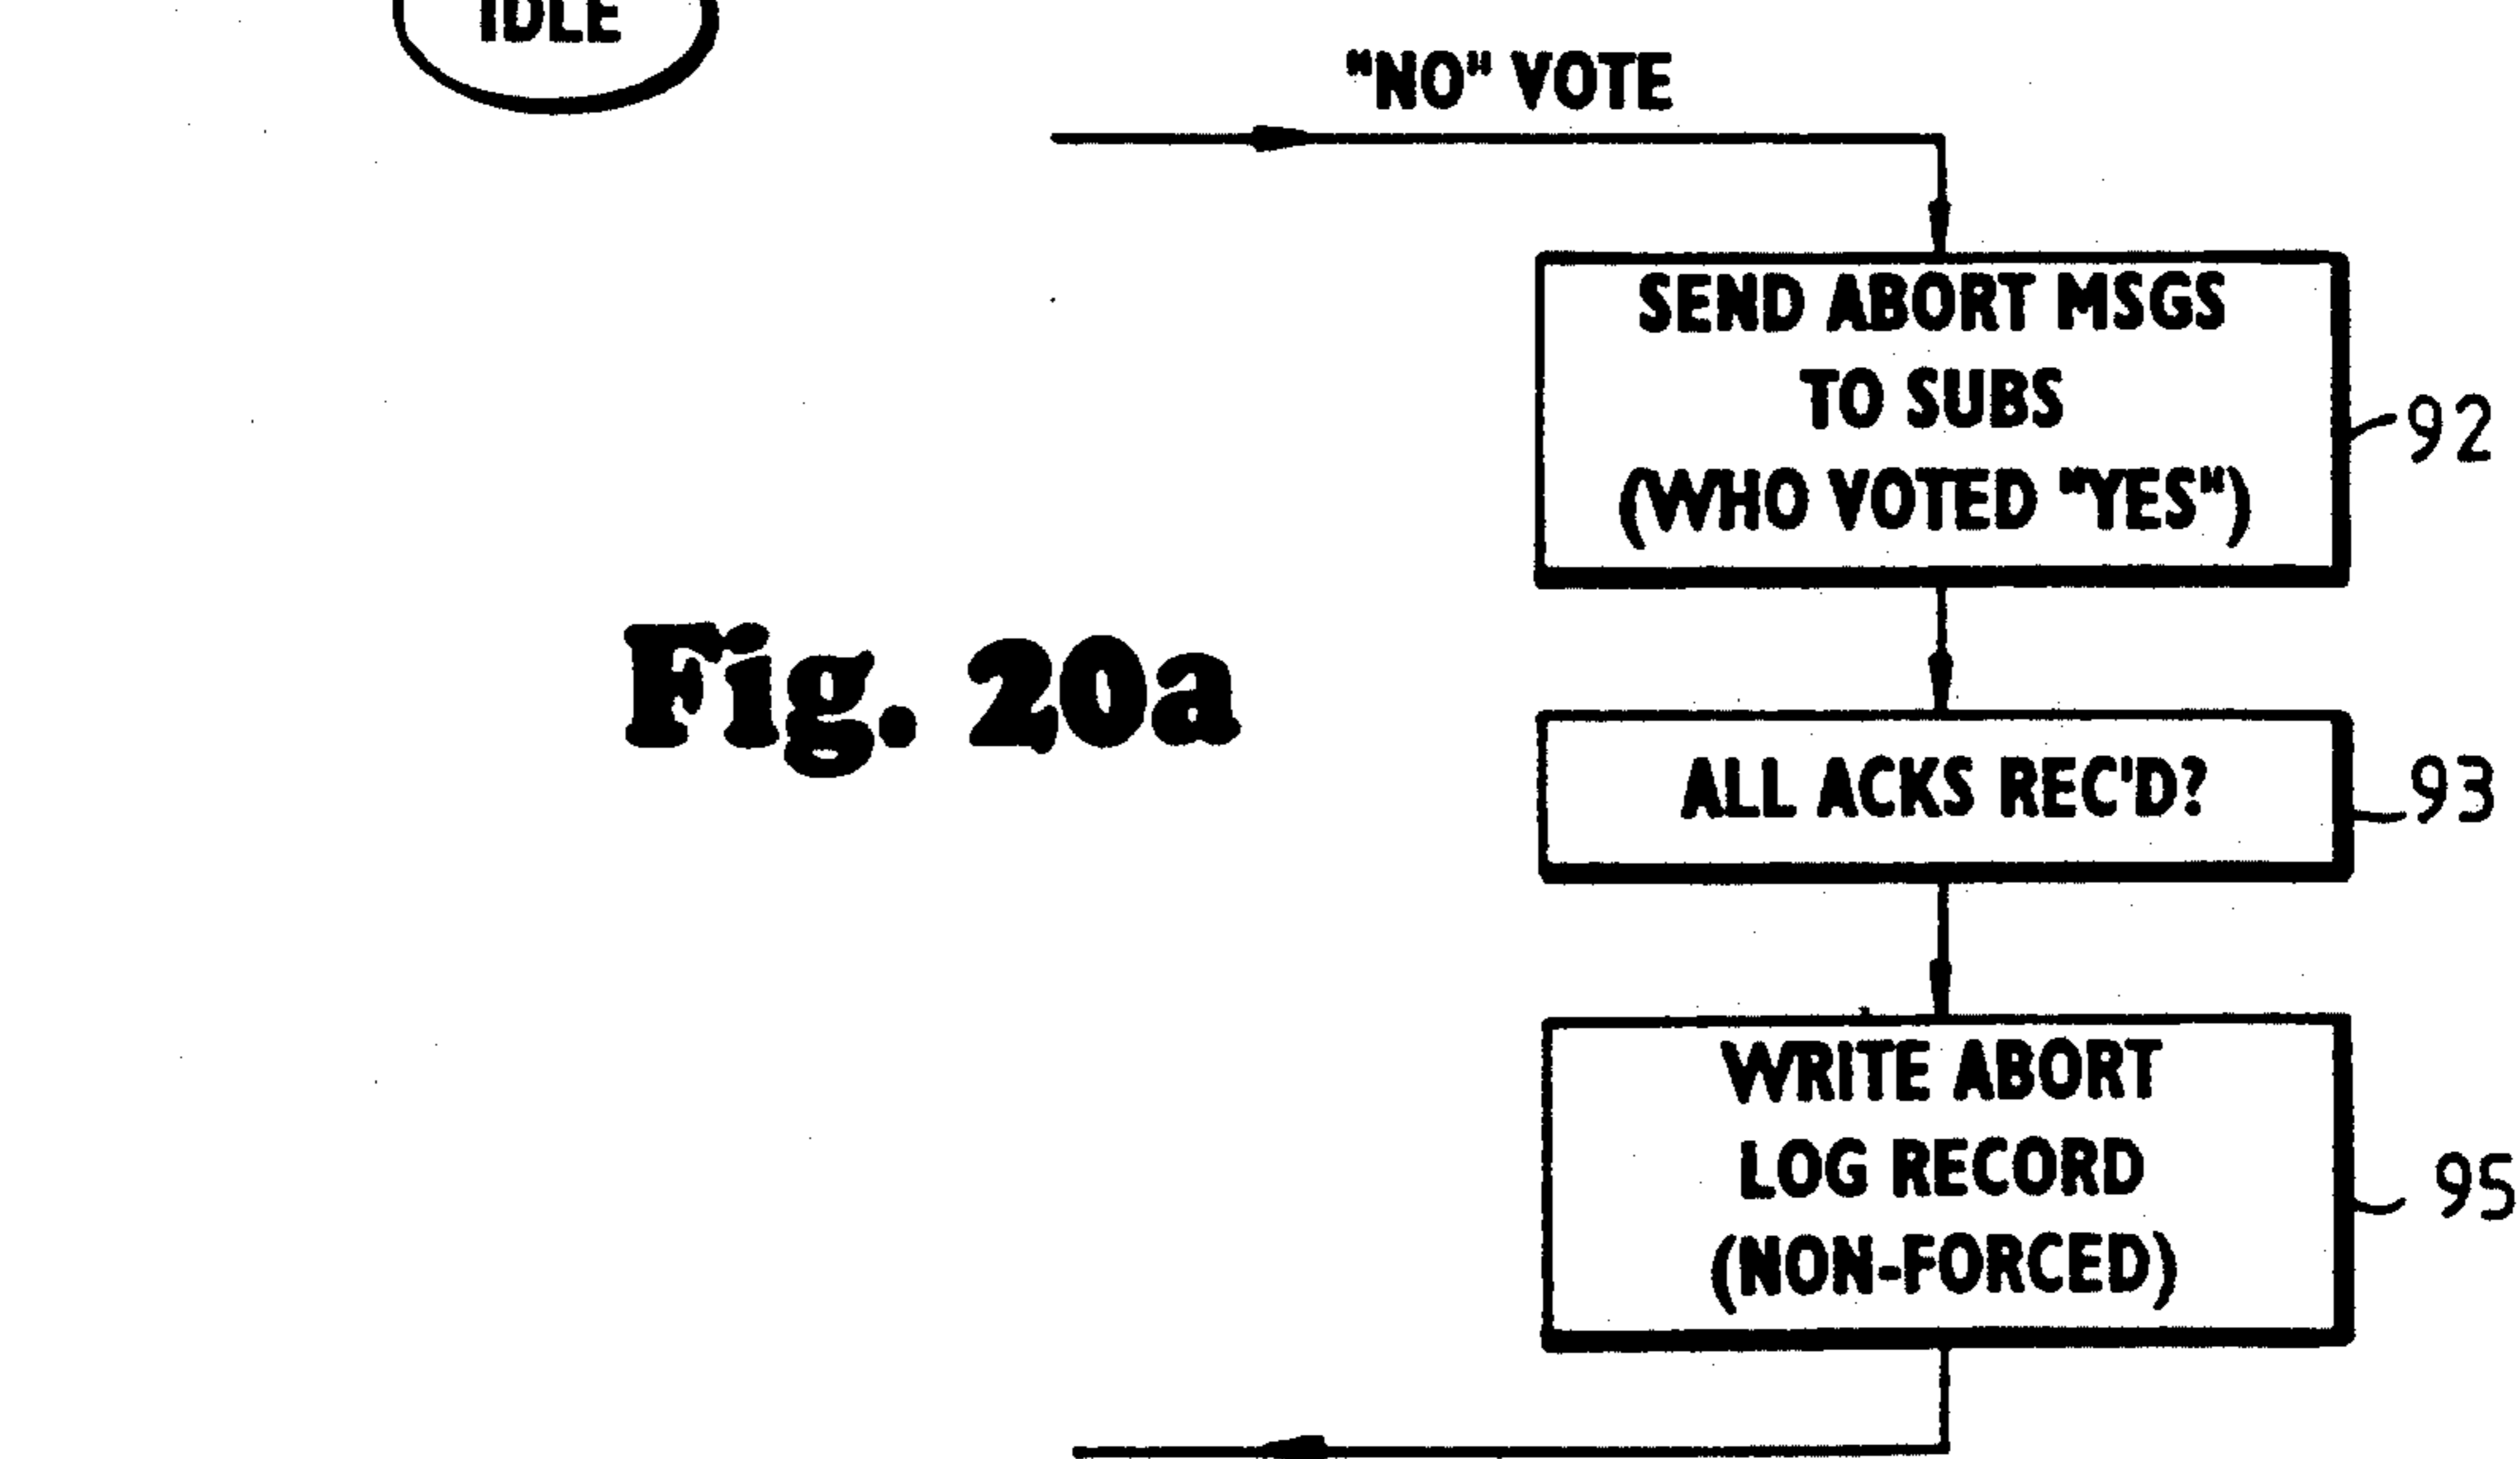 IDLE
"NO" VOTE
SEND ABORT MSGS
TO SUBS
(WHO VOTED "YES")
92
Fig. 20a
ALL ACKS REC'D?
93
WRITE ABORT
LOG RECORD
(NON-FORCED)
95